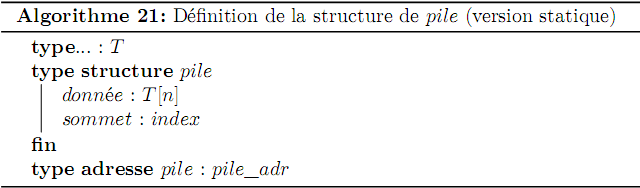 Algorithme 21: Définition de la structure de pile (version statique)
type... : T
type structure pile
donnée : T[n]
sommet : index
fin
type adresse pile : pile_adr